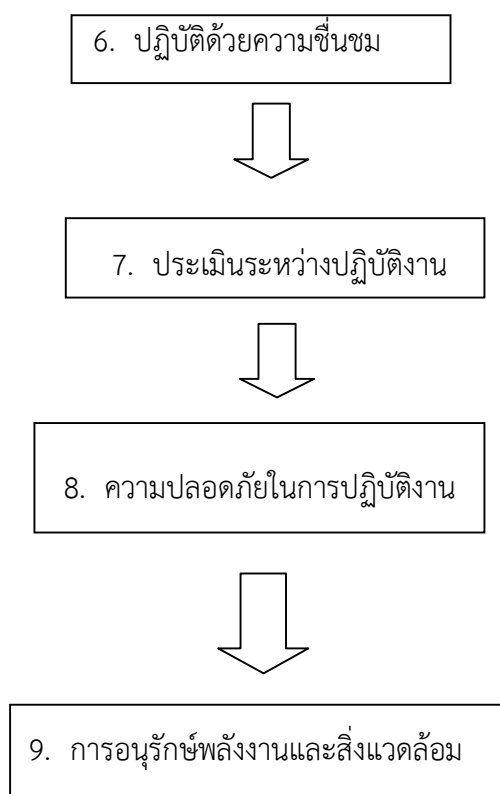 6. ปฏิบัติด้วยความชื่นชม
7. ประเมินระหว่างปฏิบัติงาน
8. ความปลอดภัยในการปฏิบัติงาน
9. การอนุรักษ์พลังงานและสิ่งแวดล้อม